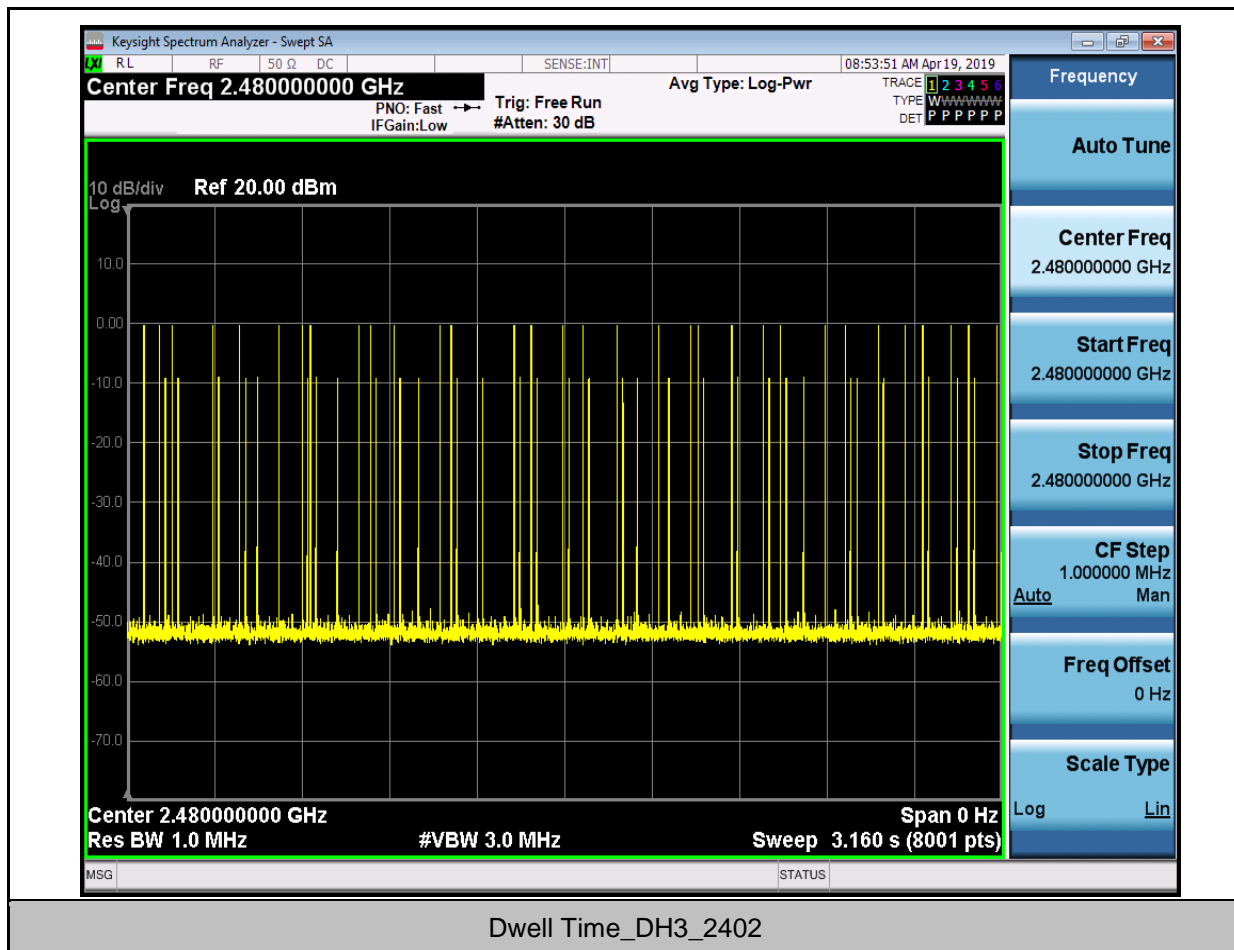 Keysight Spectrum Analyzer - Swept SA
LXI RL RF 50 Ω DC SENSE:INT 08:53:51 AM Apr 19, 2019
Center Freq 2.480000000 GHz
PNO: Fast
IFGain:Low
Trig: Free Run
#Atten: 30 dB
Avg Type: Log-Pwr
TRACE 1 2 3 4 5 6
TYPE WWWWWW
DET P P P P P P
10 dB/div Ref 20.00 dBm
Log
10.0
0.00
-10.0
-20.0
-30.0
-40.0
-50.0
-60.0
-70.0
Center 2.480000000 GHz Span 0 Hz
Res BW 1.0 MHz #VBW 3.0 MHz Sweep 3.160 s (8001 pts)
MSG STATUS
Frequency
Auto Tune
Center Freq
2.480000000 GHz
Start Freq
2.480000000 GHz
Stop Freq
2.480000000 GHz
CF Step
1.000000 MHz
Auto Man
Freq Offset
0 Hz
Scale Type
Log Lin
Dwell Time_DH3_2402